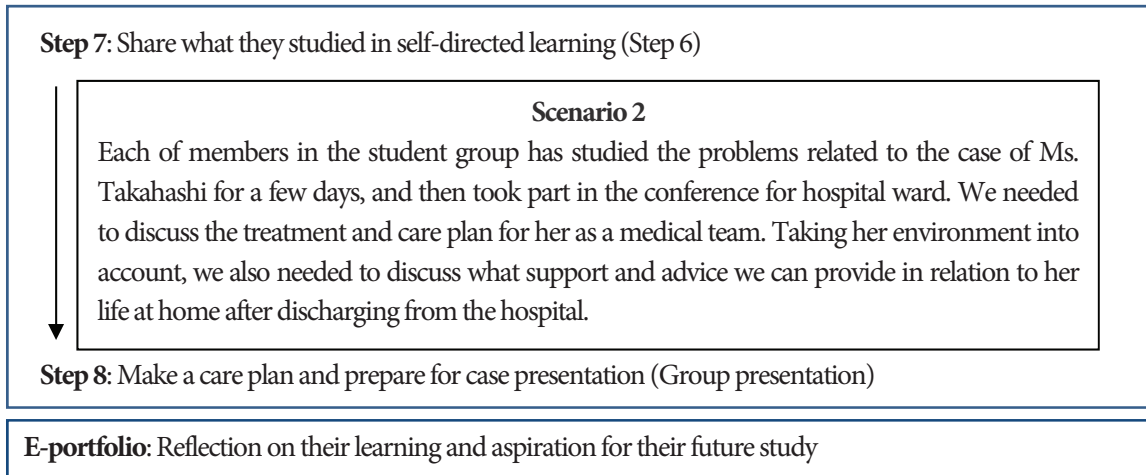 Step 7: Share what they studied in self-directed learning (Step 6)
Scenario 2
Each of members in the student group has studied the problems related to the case of Ms.
Takahashi for a few days, and then took part in the conference for hospital ward. We needed
to discuss the treatment and care plan for her as a medical team. Taking her environment into
account, we also needed to discuss what support and advice we can provide in relation to her
life at home after discharging from the hospital.
Step 8: Make a care plan and prepare for case presentation (Group presentation)
E-portfolio: Reflection on their learning and aspiration for their future study